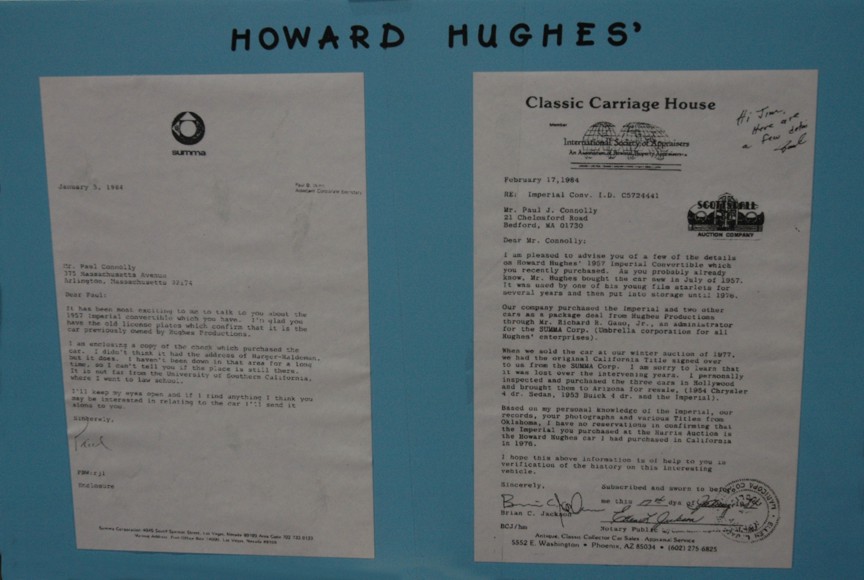 HOWARD HUGHES'
summa
January 5, 1984
Mr. Paul Connolly
375 Massachusetts Avenue
Arlington, Massachusetts 02174
Dear Paul:
It has been most exciting to me to talk to you about the
1957 Imperial convertible which you have. I'm glad you
have the old license plates which confirm that it is the
car previously owned by Hughes Productions.
I am enclosing a copy of the check which purchased the
car. I didn't think it had the address of Harger-Haldeman,
but it does. I haven't been down in that area for a long
time, so I can't tell you if the place is still there.
It is not far from the University of Southern California,
where I went to law school.
I'll keep my eyes open and if I find anything I think you
may be interested in relating to the car I'll send it
along to you.
Sincerely,
Paul
Enclosure
Classic Carriage House
Hi Jim,
Here are
a few
Member
International Society of Appraisers
February 17,1984
RE: Imperial Conv. I.D. C5724441
Mr. Paul J. Connolly
21 Chelmsford Road
Bedford, MA 01730
SCOTTSDALE
AUCTION COMPANY
Dear Mr. Connolly:
I am pleased to advise you of a few of the details
on Howard Hughes' 1957 Imperial Convertible which
you recently purchased. As you probably already
know, Mr. Hughes bought the car new in July of 1957.
It was used by one of his young film starlets for
several years and then put into storage until 1976.
Our company purchased the Imperial and two other
cars as a package deal from Hughes Productions
through Mr. Richard B. Gano, Jr., an administrator
for the SUMMA Corp. (Umbrella corporation for all
Hughes' enterprises).
When we sold the car at our winter auction of 1977,
we had the original California Title signed over
to us from the SUMMA Corp. I am sorry to learn that
it was lost over the intervening years. I personally
inspected and purchased the three cars in Hollywood
and brought them to Arizona for resale, (1954 Chrysler
4 dr. Sedan, 1953 Buick 4 dr. and the Imperial).
Based on my personal knowledge of the Imperial, our
records, your photographs and various Titles from
Oklahoma, I have no reservations in confirming that
the Imperial you purchased at the Harris Auction is
the Howard Hughes car I had purchased in California
in 1976.
I hope this above information is of help to you in
verification of the history on this interesting
vehicle.
Sincerely,
Subscribed and sworn to before
me this 17th day of
Brian C. Jackson
BCJ/hm
Notary Public
Antique, Classic Collector Car Sales Appraisal Service
5352 E. Washington • Phoenix, AZ 85034 • (602) 275-6825